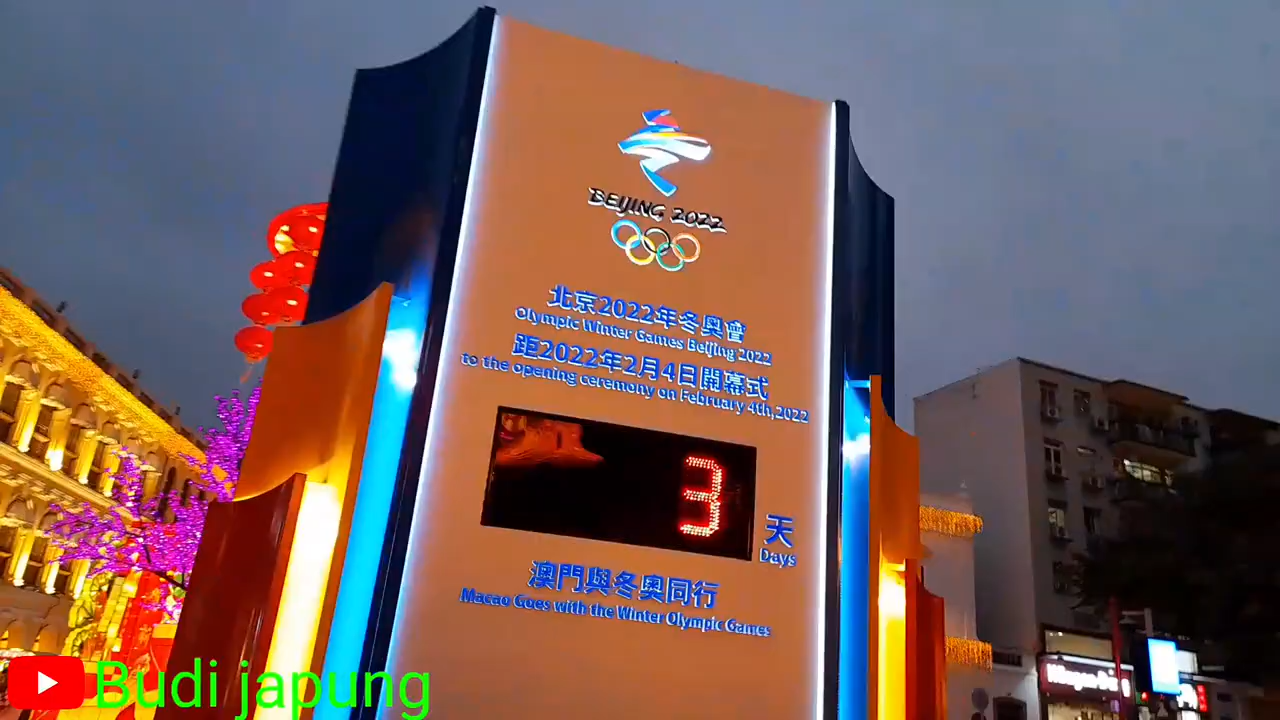 BEIJING 2022
北京2022年冬奧會
Olympic Winter Games Beijing 2022
距2022年2月4日開幕式
to the opening ceremony on February 4th,2022
3
天
Days
澳門與冬奧同行
Macao Goes with the Winter Olympic Games
Häagen-Dazs
Budi japung